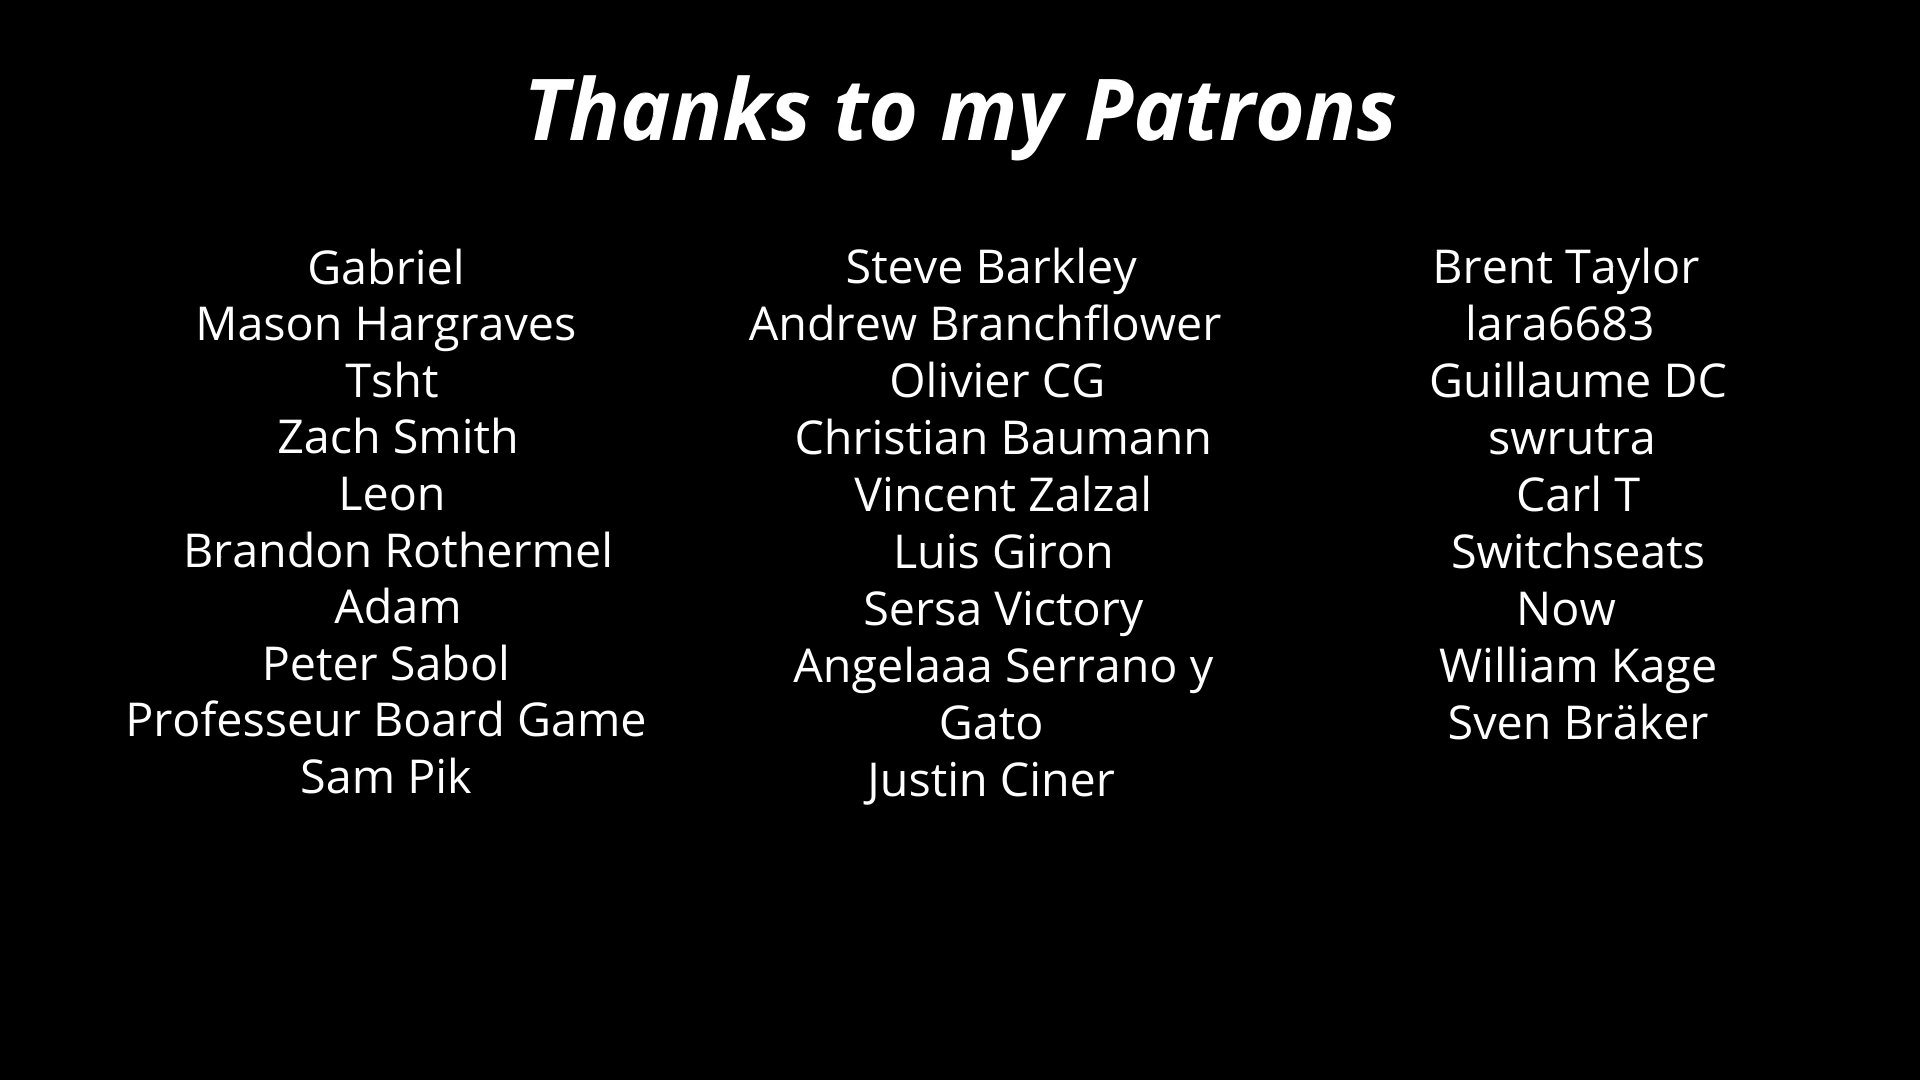 Thanks to my Patrons
Gabriel
Mason Hargraves
Tsht
Zach Smith
Leon
Brandon Rothermel
Adam
Peter Sabol
Professeur Board Game
Sam Pik
Steve Barkley
Andrew Branchflower
Olivier CG
Christian Baumann
Vincent Zalzal
Luis Giron
Sersa Victory
Angelaaa Serrano y
Gato
Justin Ciner
Brent Taylor
lara6683
Guillaume DC
swrutra
Carl T
Switchseats
Now
William Kage
Sven Bräker